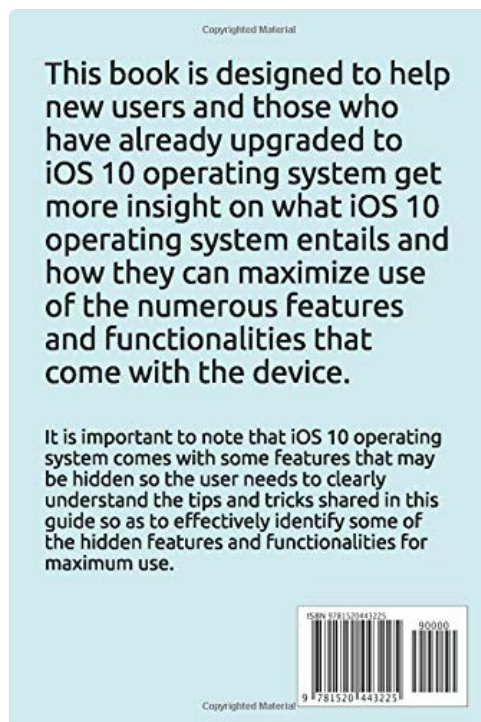 Copyrighted Material
This book is designed to help
new users and those who
have already upgraded to
iOS 10 operating system get
more insight on what iOS 10
operating system entails and
how they can maximize use
of the numerous features
and functionalities that
come with the device.
It is important to note that iOS 10 operating
system comes with some features that may
be hidden so the user needs to clearly
understand the tips and tricks shared in this
guide so as to effectively identify some of
the hidden features and functionalities for
maximum use.
ISBN 9781520443225
90000
9 781520 443225
Copyrighted Material